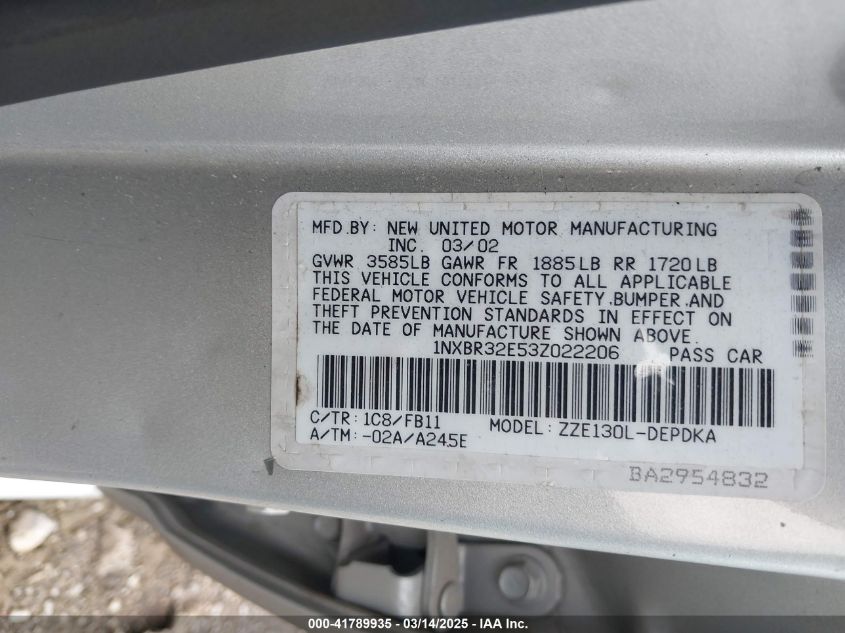 MFD.BY: NEW UNITED MOTOR MANUFACTURING
INC. 03/02
GVWR 3585LB GAWR FR 1885LB RR 1720LB
THIS VEHICLE CONFORMS TO ALL APPLICABLE
FEDERAL MOTOR VEHICLE SAFETY.BUMPER.AND
THEFT PREVENTION STANDARDS IN EFFECT ON
THE DATE OF MANUFACTURE SHOWN ABOVE.
1NXBR32E53Z022206 PASS CAR
C/TR: 1C8/FB11 MODEL: ZZE130L-DEPDKA
A/TM: -02A/A245E
BA2954832
000-41789935 - 03/14/2025 - IAA Inc.